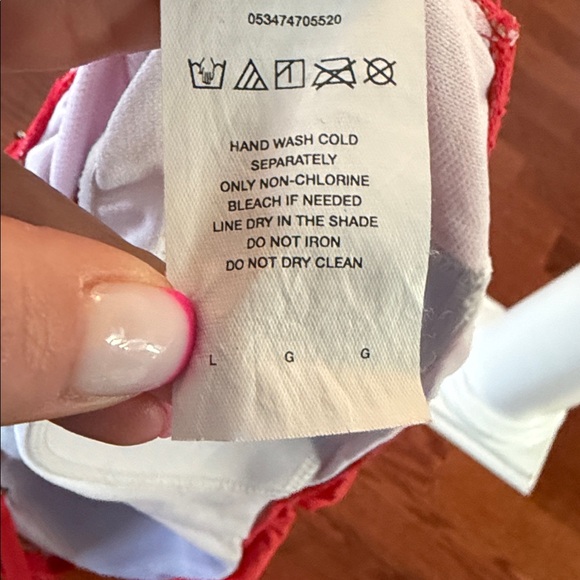 053474705520
HAND WASH COLD
SEPARATELY
ONLY NON-CHLORINE
BLEACH IF NEEDED
LINE DRY IN THE SHADE
DO NOT IRON
DO NOT DRY CLEAN
L G G